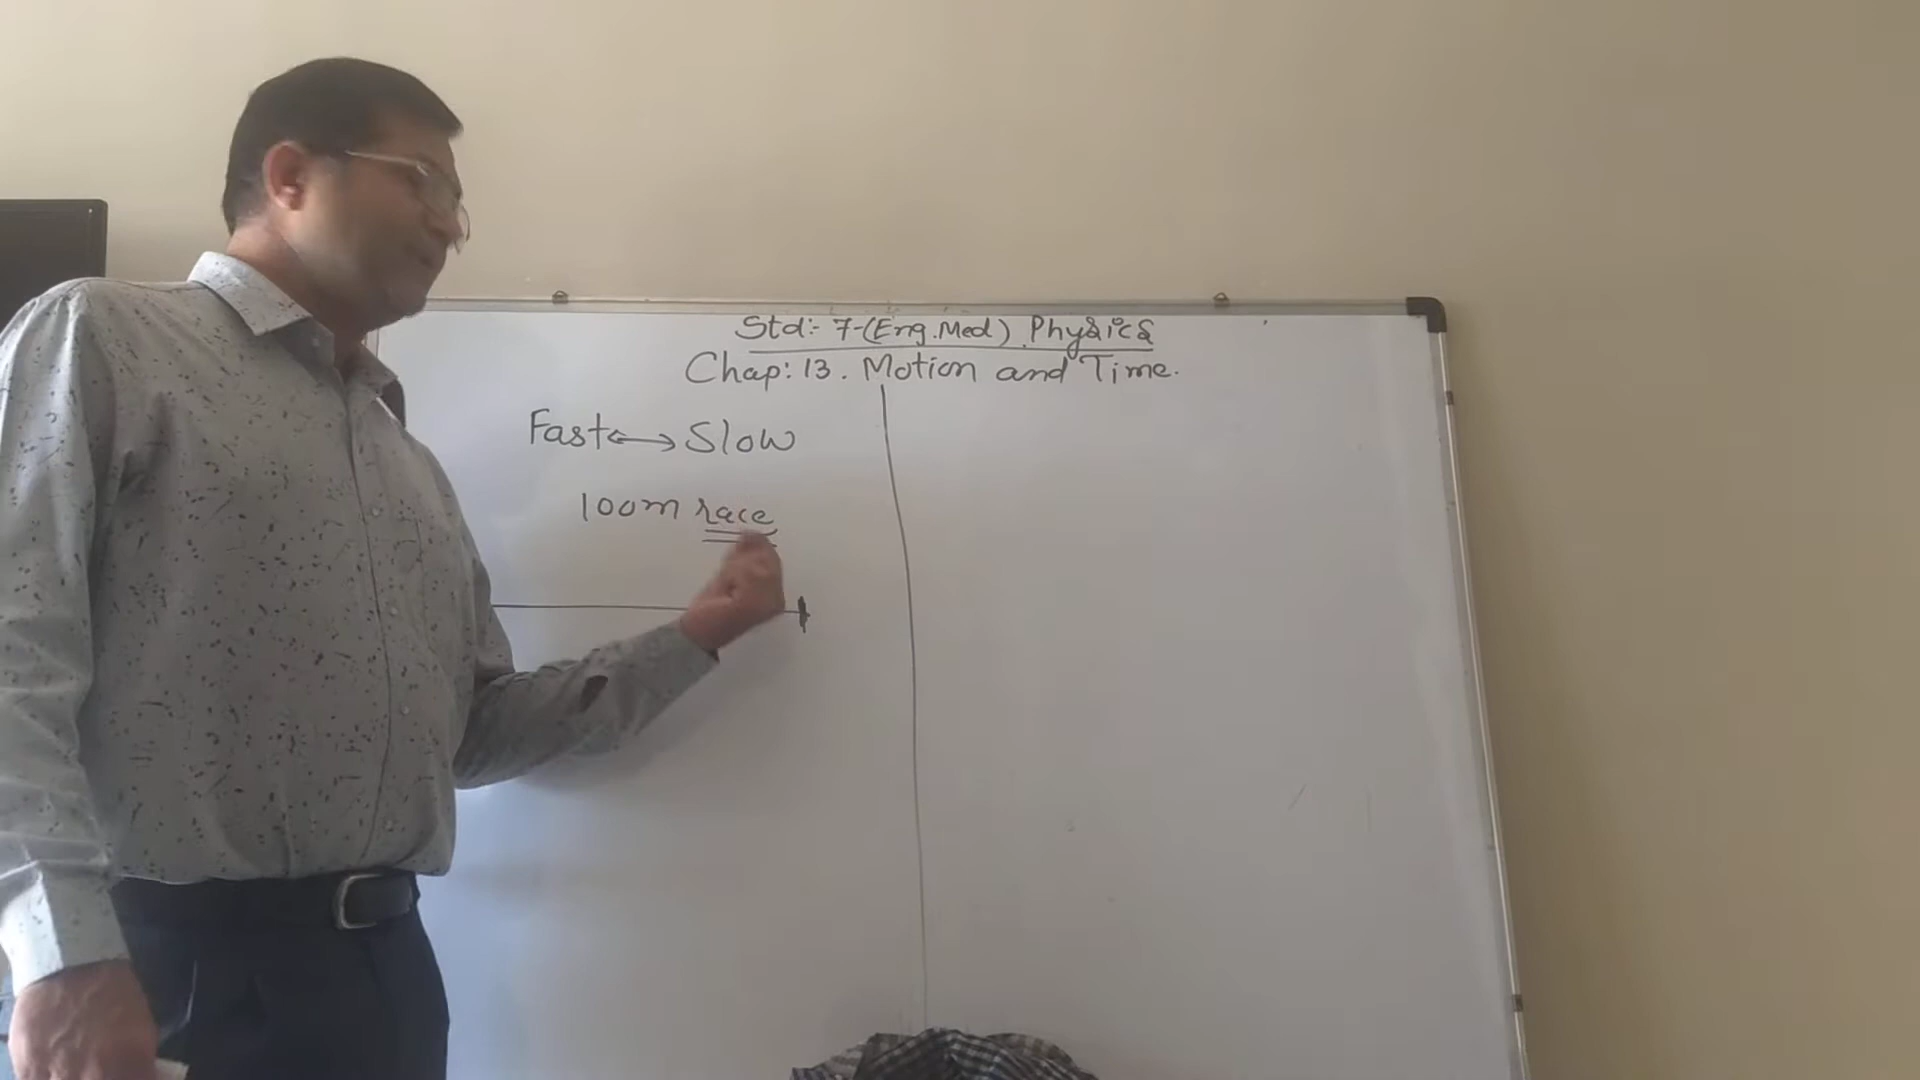 Std:- 7-(Eng.Med) Physics
Chap: 13. Motion and Time.
Fast ↔ Slow
100m race